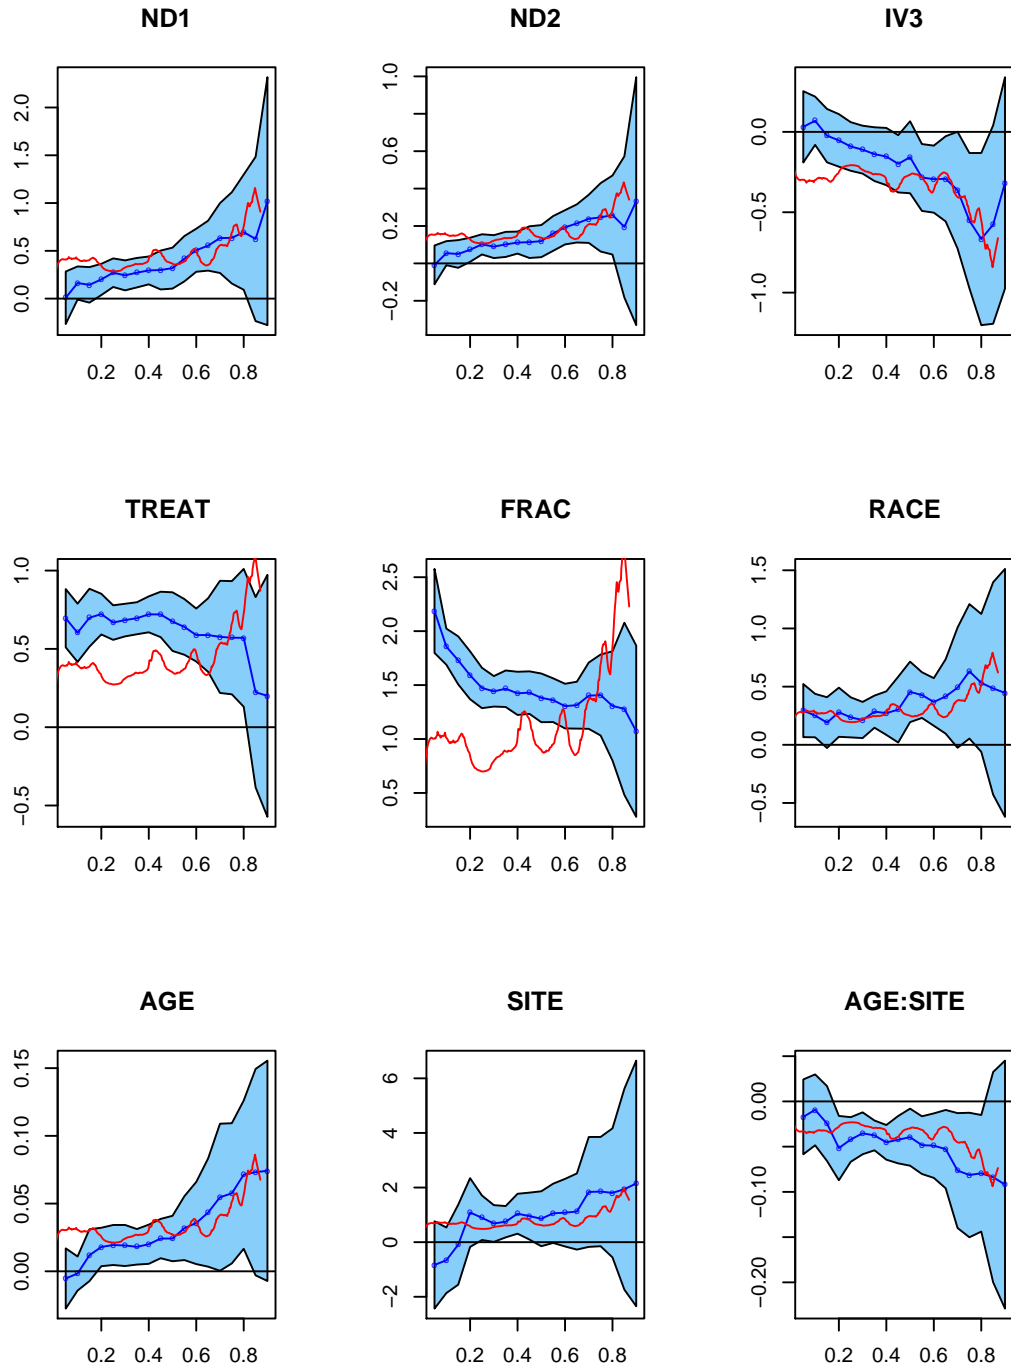 ND1 ND2 IV3
0.0 0.5 1.0 1.5 2.0
−0.2 0.2 0.6 1.0
−1.0 −0.5 0.0
0.2 0.4 0.6 0.8 0.2 0.4 0.6 0.8 0.2 0.4 0.6 0.8
TREAT FRAC RACE
−0.5 0.0 0.5 1.0
0.5 1.0 1.5 2.0 2.5
−0.5 0.0 0.5 1.0 1.5
0.2 0.4 0.6 0.8 0.2 0.4 0.6 0.8 0.2 0.4 0.6 0.8
AGE SITE AGE:SITE
0.00 0.05 0.10 0.15
−2 0 2 4 6
−0.20 −0.10 0.00
0.2 0.4 0.6 0.8 0.2 0.4 0.6 0.8 0.2 0.4 0.6 0.8